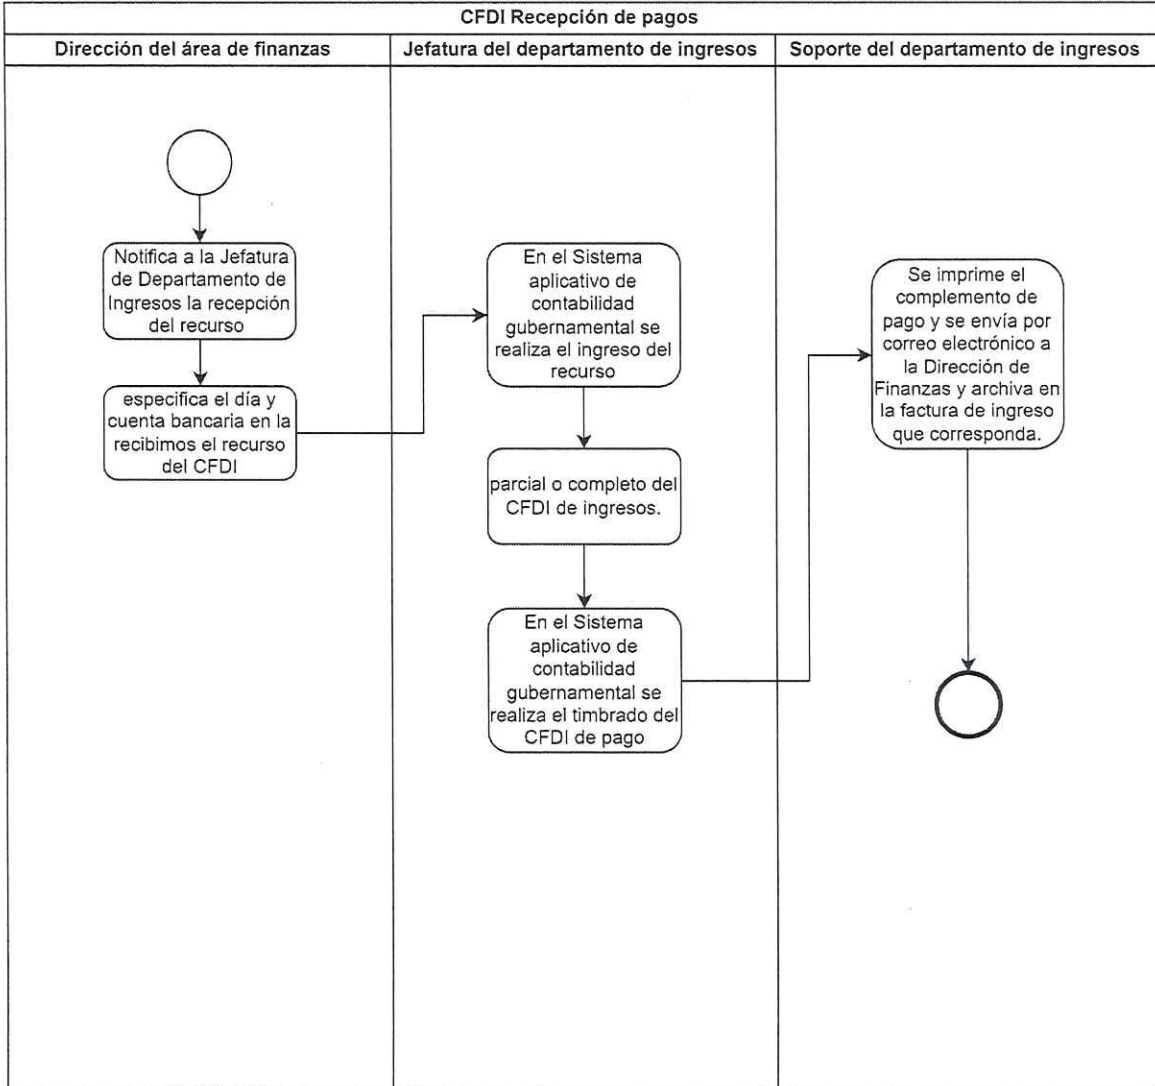 CFDI Recepción de pagos
Dirección del área de finanzas
Jefatura del departamento de ingresos
Soporte del departamento de ingresos
Notifica a la Jefatura
de Departamento de
Ingresos la recepción
del recurso
especifica el día y
cuenta bancaria en la
recibimos el recurso
del CFDI
En el Sistema
aplicativo de
contabilidad
gubernamental se
realiza el ingreso del
recurso
parcial o completo del
CFDI de ingresos.
En el Sistema
aplicativo de
contabilidad
gubernamental se
realiza el timbrado del
CFDI de pago
Se imprime el
complemento de
pago y se envía por
correo electrónico a
la Dirección de
Finanzas y archiva en
la factura de ingreso
que corresponda.